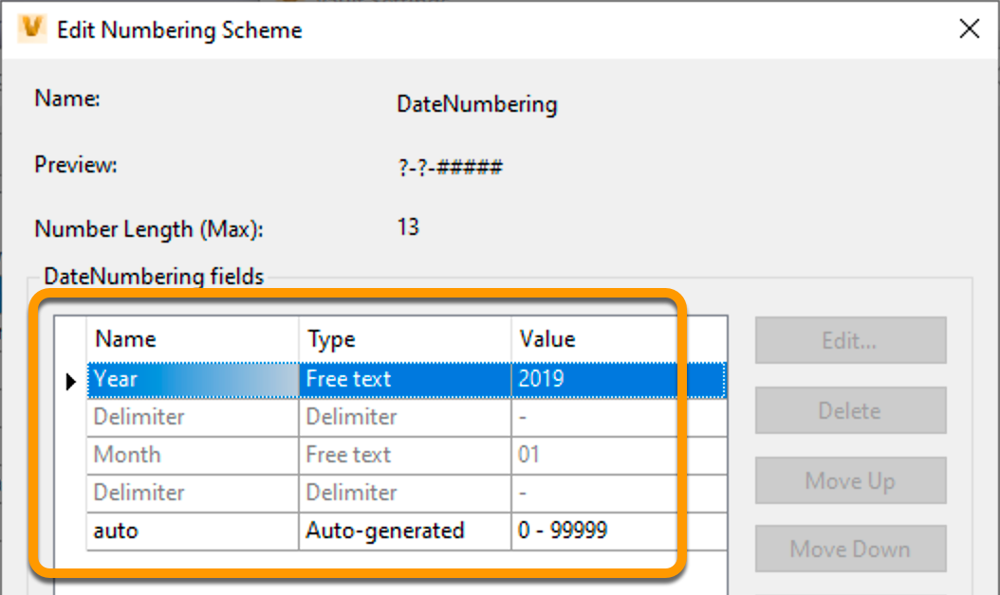 Edit Numbering Scheme
Name: DateNumbering
Preview: ?-?-#####
Number Length (Max): 13
DateNumbering fields
Name Type Value
Year Free text 2019
Edit...
Delimiter Delimiter -
Delete
Month Free text 01
Move Up
Delimiter Delimiter -
auto Auto-generated 0 - 99999
Move Down